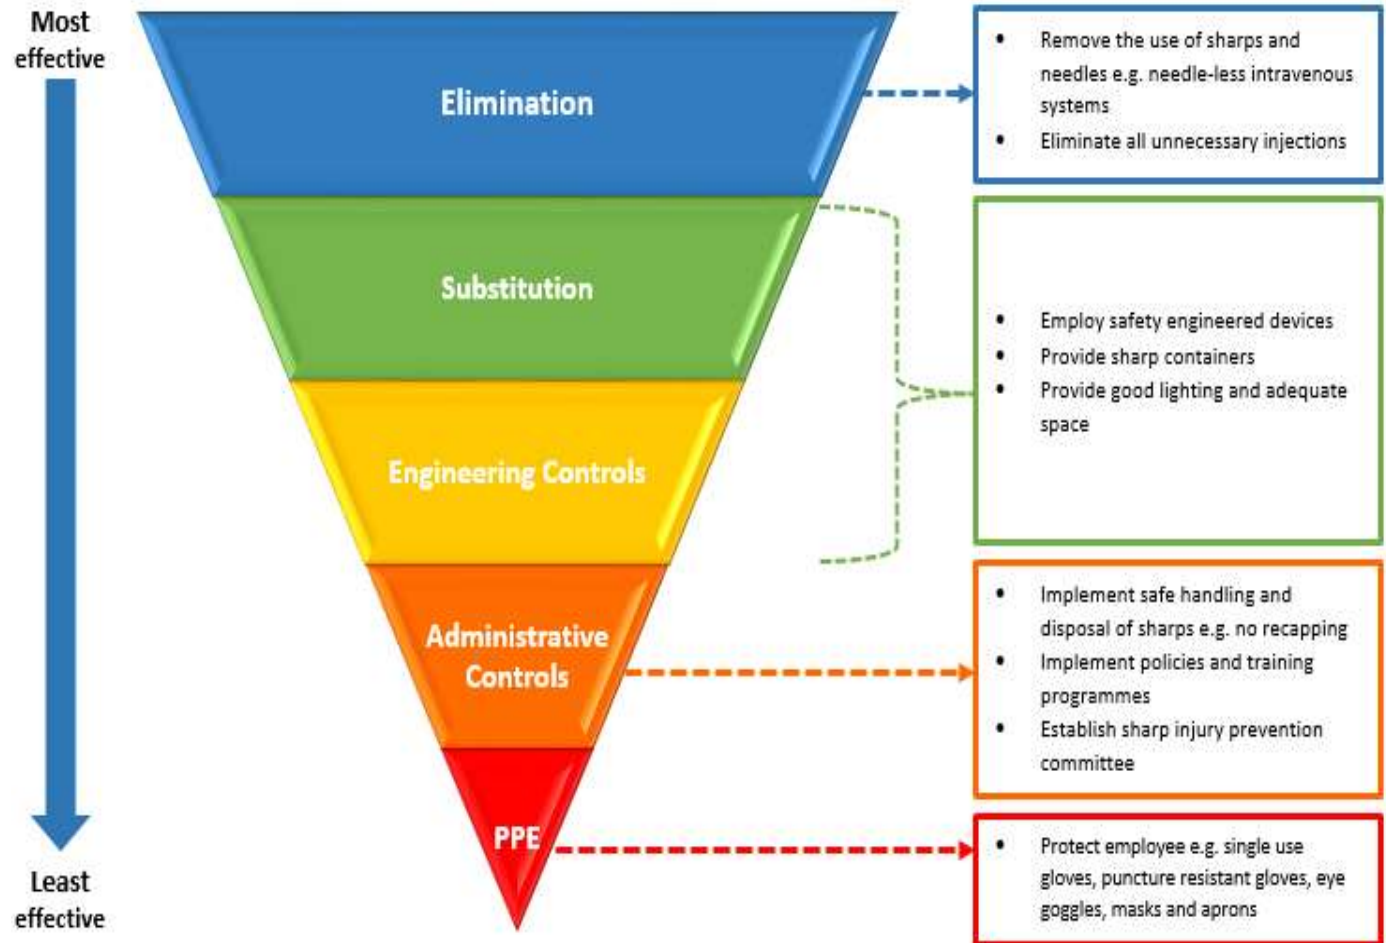 Most
effective
Elimination
• Remove the use of sharps and
needles e.g. needle-less intravenous
systems
• Eliminate all unnecessary injections
Substitution
Engineering Controls
• Employ safety engineered devices
• Provide sharp containers
• Provide good lighting and adequate
space
Administrative
Controls
• Implement safe handling and
disposal of sharps e.g. no recapping
• Implement policies and training
programmes
• Establish sharp injury prevention
committee
PPE
• Protect employee e.g. single use
gloves, puncture resistant gloves, eye
goggles, masks and aprons
Least
effective